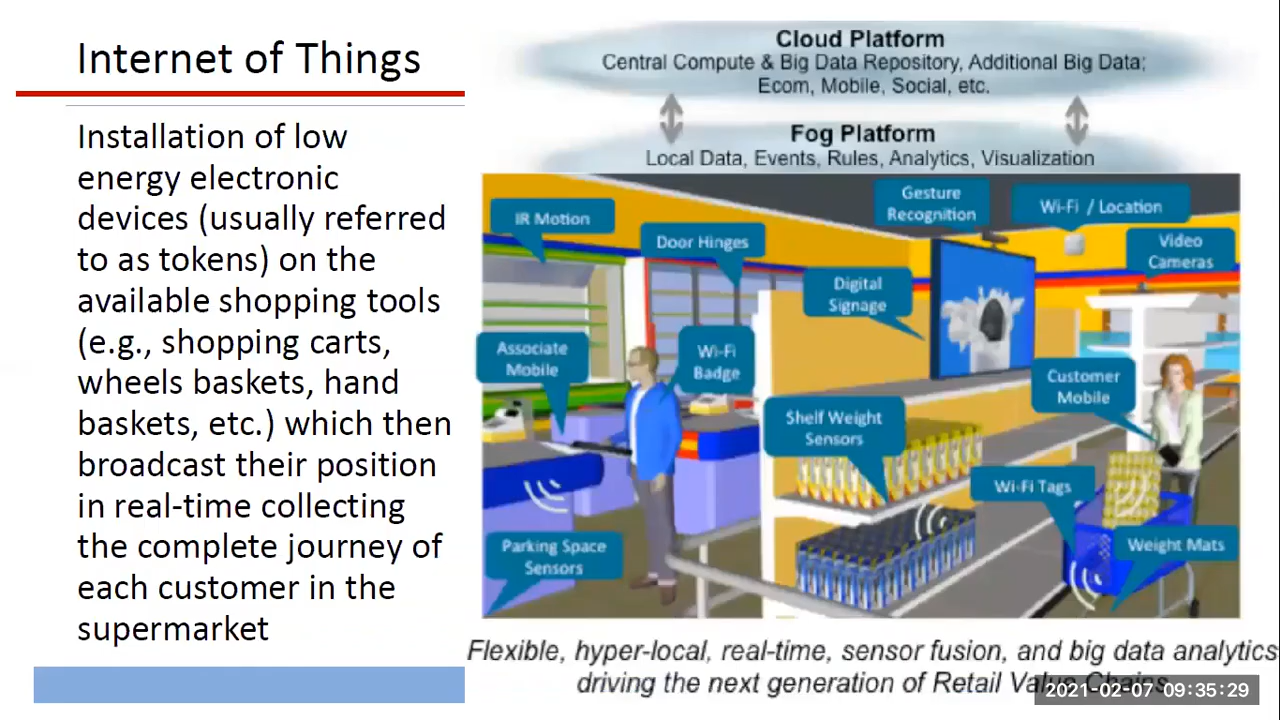 Internet of Things
Installation of low
energy electronic
devices (usually referred
to as tokens) on the
available shopping tools
(e.g., shopping carts,
wheels baskets, hand
baskets, etc.) which then
broadcast their position
in real-time collecting
the complete journey of
each customer in the
supermarket
Cloud Platform
Central Compute & Big Data Repository, Additional Big Data;
Ecom, Mobile, Social, etc.
Fog Platform
Local Data, Events, Rules, Analytics, Visualization
IR Motion
Door Hinges
Gesture
Recognition
Wi-Fi / Location
Video
Cameras
Digital
Signage
Associate
Mobile
Wi-Fi
Badge
Customer
Mobile
Shelf Weight
Sensors
Wi-Fi Tags
Parking Space
Sensors
Weight Mats
Flexible, hyper-local, real-time, sensor fusion, and big data analytics
driving the next generation of Retail Value Chains
2021-02-07 09:35:29